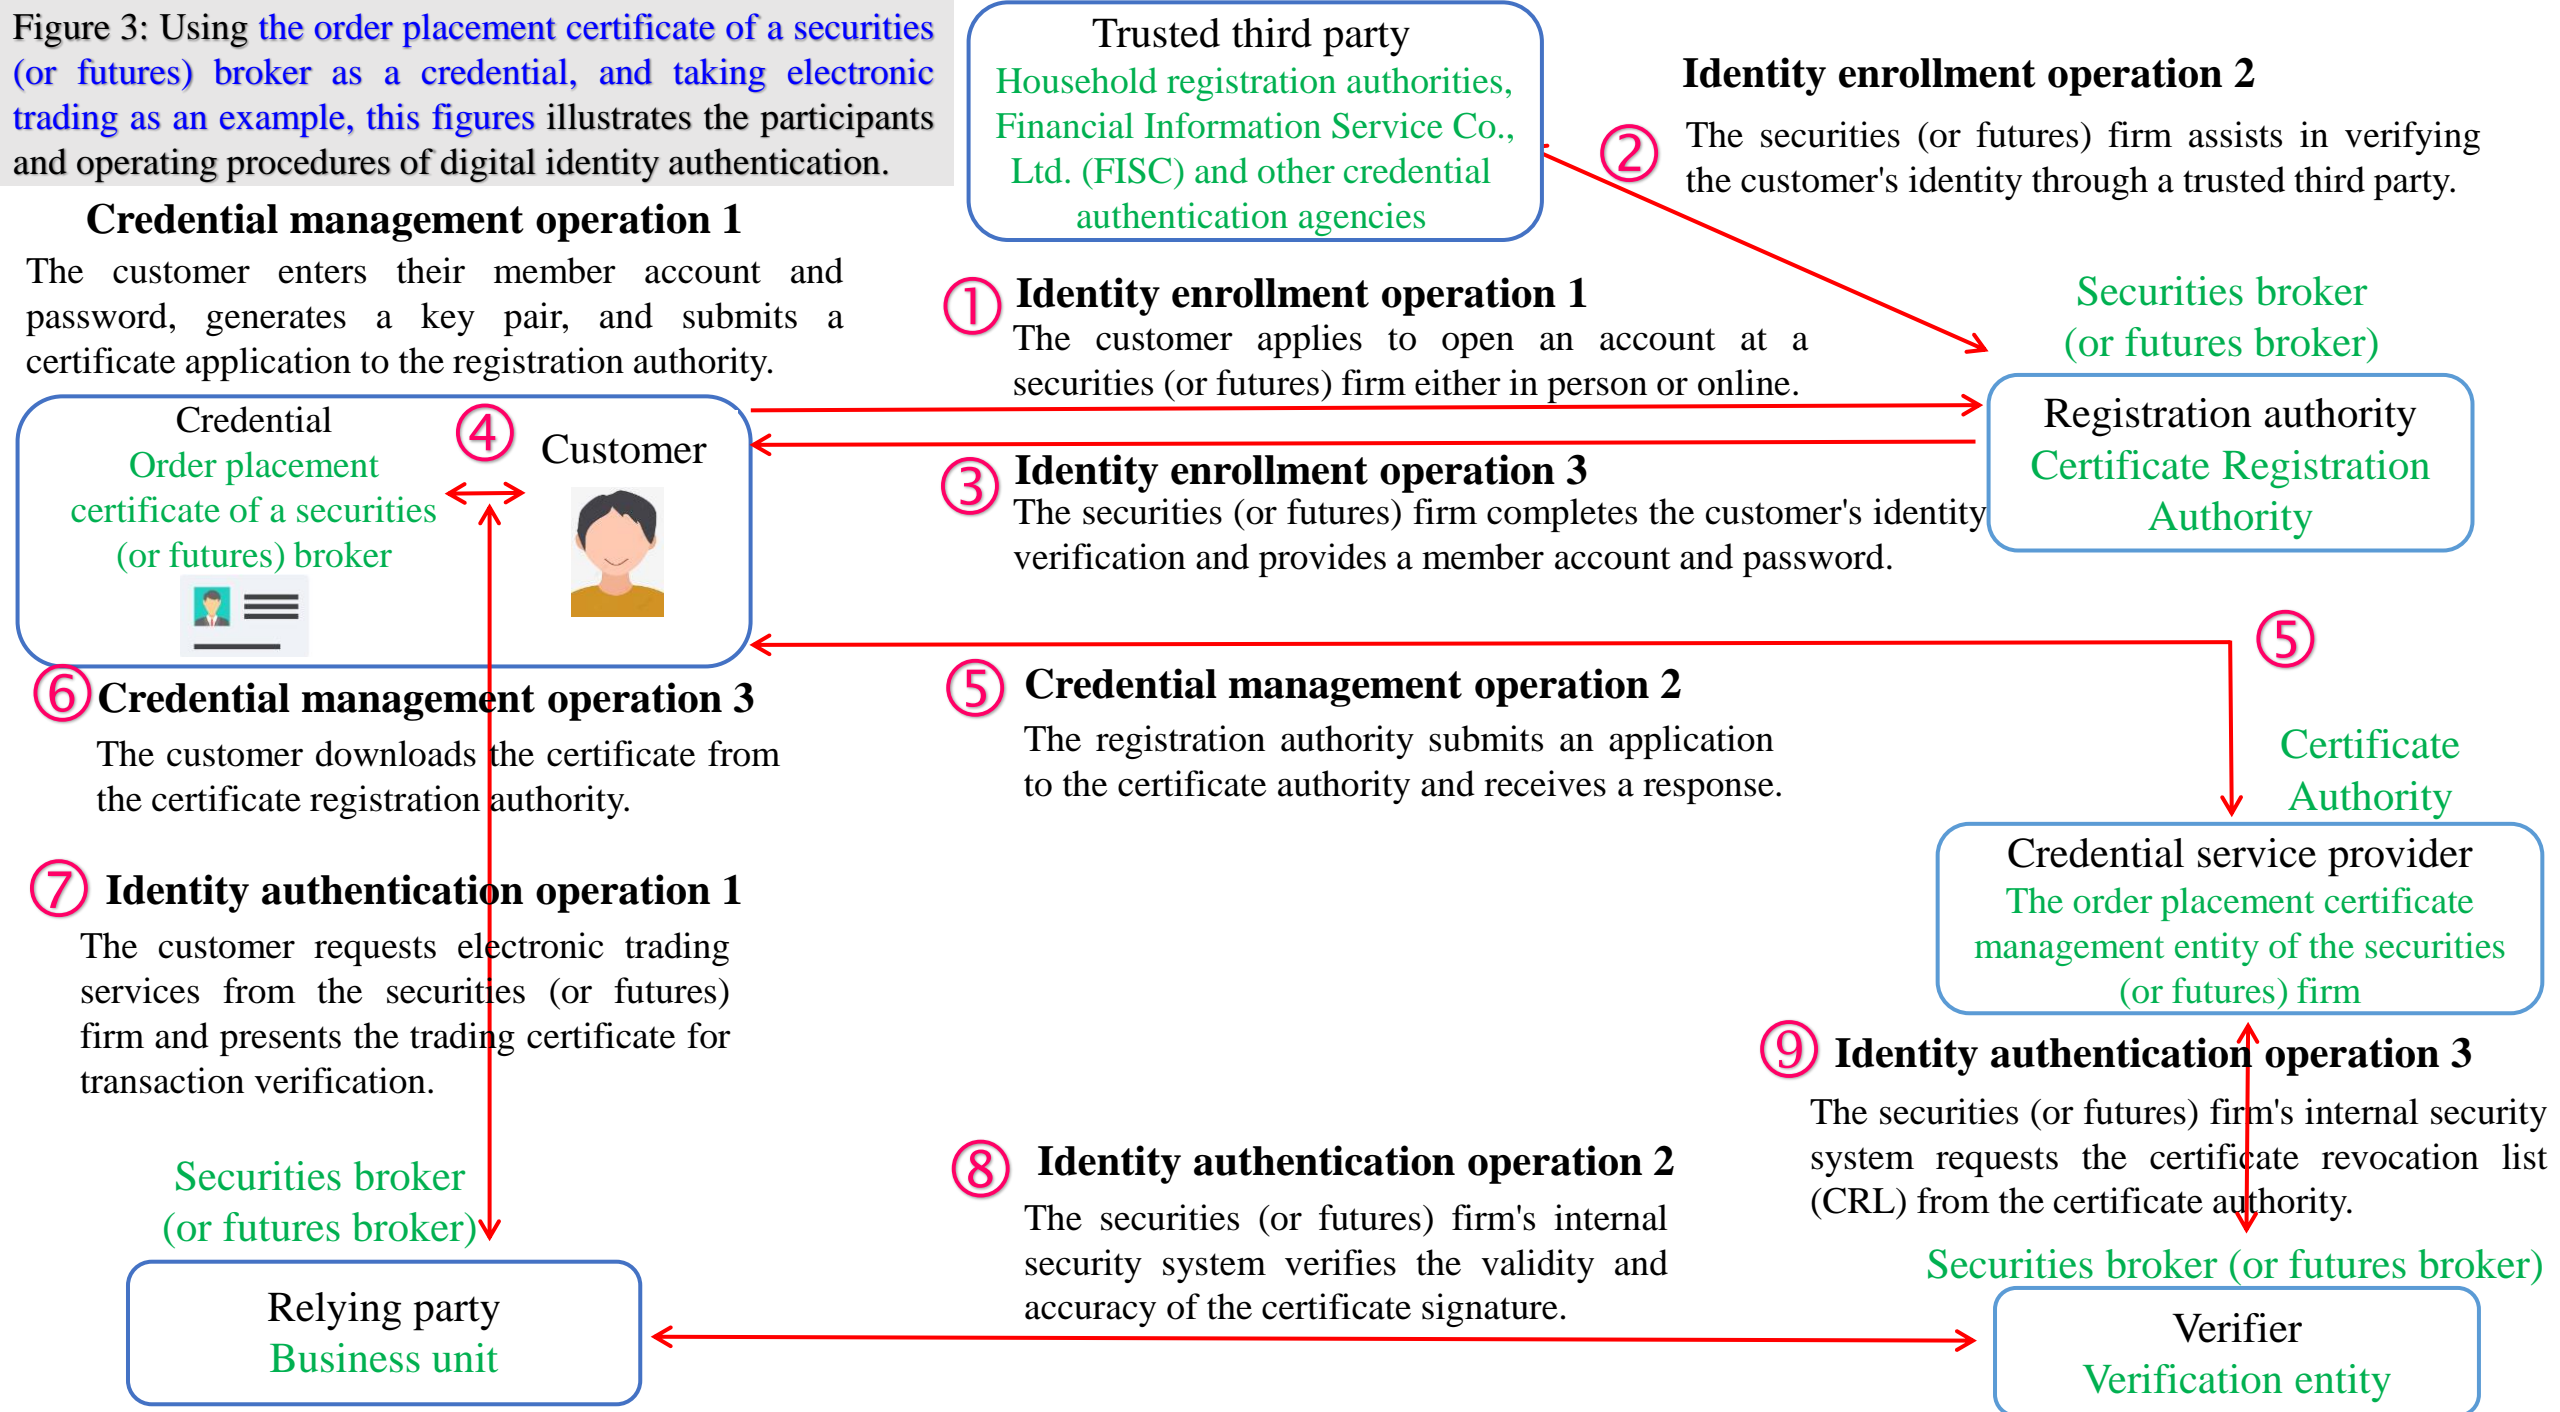 Figure 3: Using the order placement certificate of a securities
(or futures) broker as a credential, and taking electronic
trading as an example, this figures illustrates the participants
and operating procedures of digital identity authentication.
Trusted third party
Household registration authorities,
Financial Information Service Co.,
Ltd. (FISC) and other credential
authentication agencies
Identity enrollment operation 2
②
The securities (or futures) firm assists in verifying
the customer's identity through a trusted third party.
Credential management operation 1
The customer enters their member account and
password, generates a key pair, and submits a
certificate application to the registration authority.
① Identity enrollment operation 1
The customer applies to open an account at a
securities (or futures) firm either in person or online.
Securities broker
(or futures broker)
Registration authority
Certificate Registration
Authority
Credential
Order placement
certificate of a securities
(or futures) broker
④
Customer
③ Identity enrollment operation 3
The securities (or futures) firm completes the customer's identity
verification and provides a member account and password.
⑤
⑤ Credential management operation 2
The registration authority submits an application
to the certificate authority and receives a response.
⑥ Credential management operation 3
The customer downloads the certificate from
the certificate registration authority.
Certificate
Authority
Credential service provider
The order placement certificate
management entity of the securities
(or futures) firm
⑦ Identity authentication operation 1
The customer requests electronic trading
services from the securities (or futures)
firm and presents the trading certificate for
transaction verification.
⑨ Identity authentication operation 3
The securities (or futures) firm's internal security
system requests the certificate revocation list
(CRL) from the certificate authority.
⑧ Identity authentication operation 2
The securities (or futures) firm's internal
security system verifies the validity and
accuracy of the certificate signature.
Securities broker
(or futures broker)
Relying party
Business unit
Securities broker (or futures broker)
Verifier
Verification entity